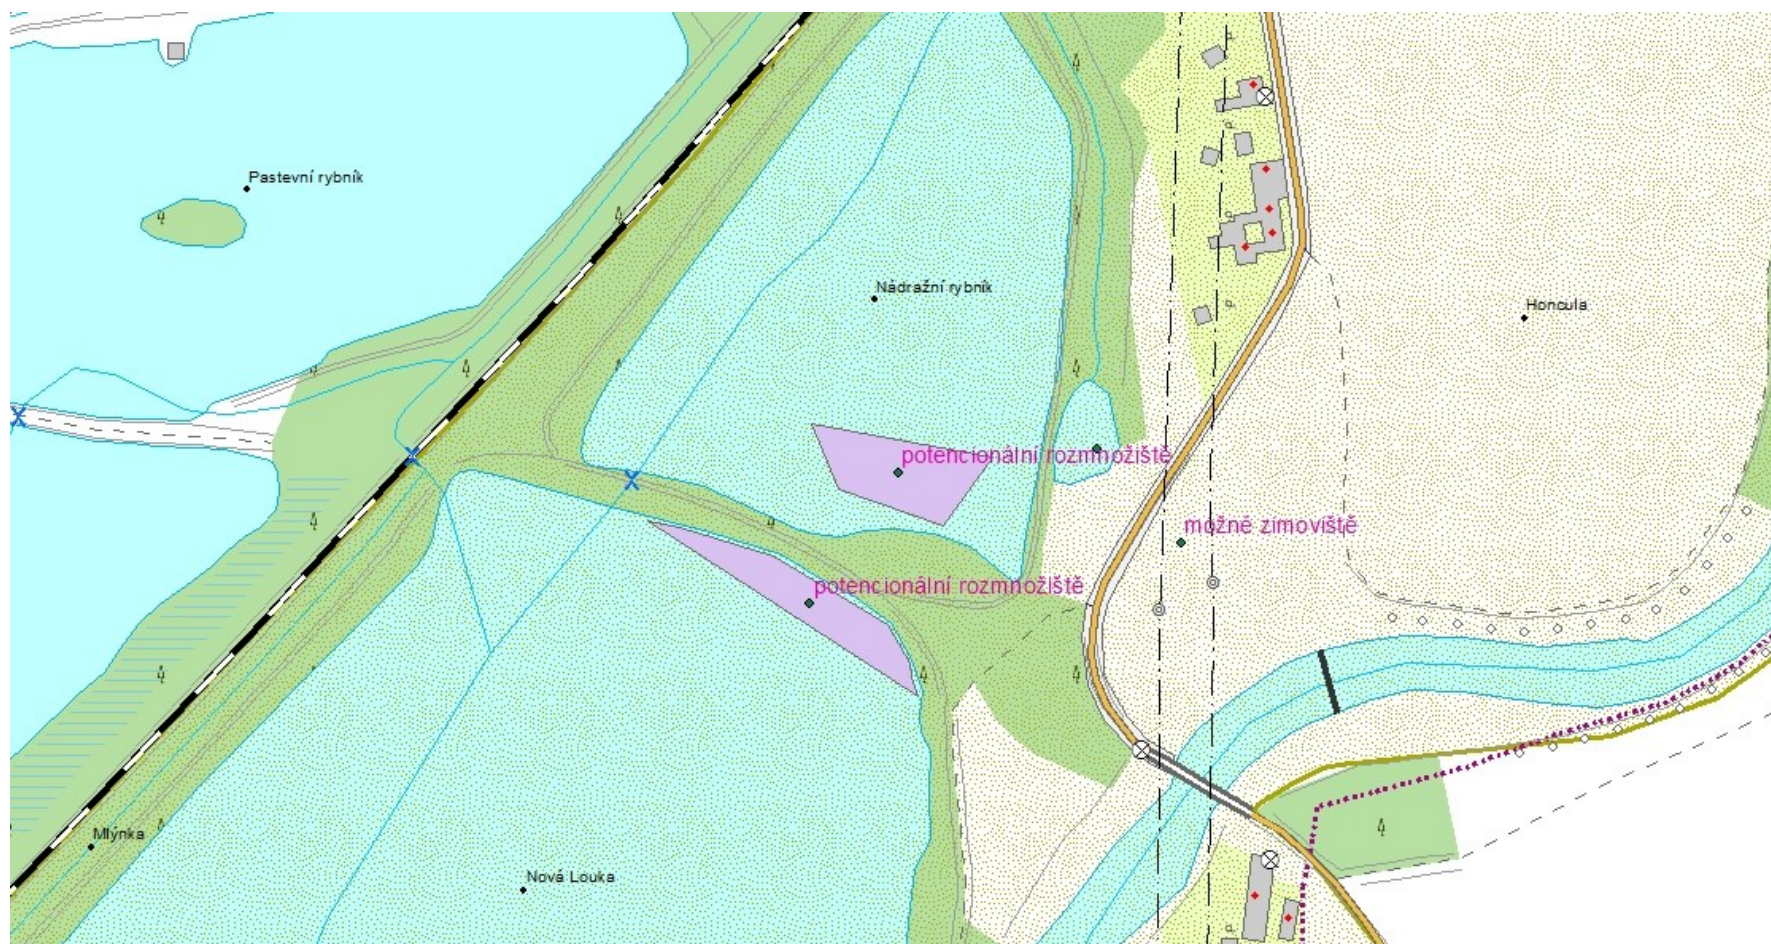 Pastevní rybník
Nádražní rybník
Honcula
potencionální rozmnožiště
možné zimoviště
potencionální rozmnožiště
Mlýnka
Nová Louka